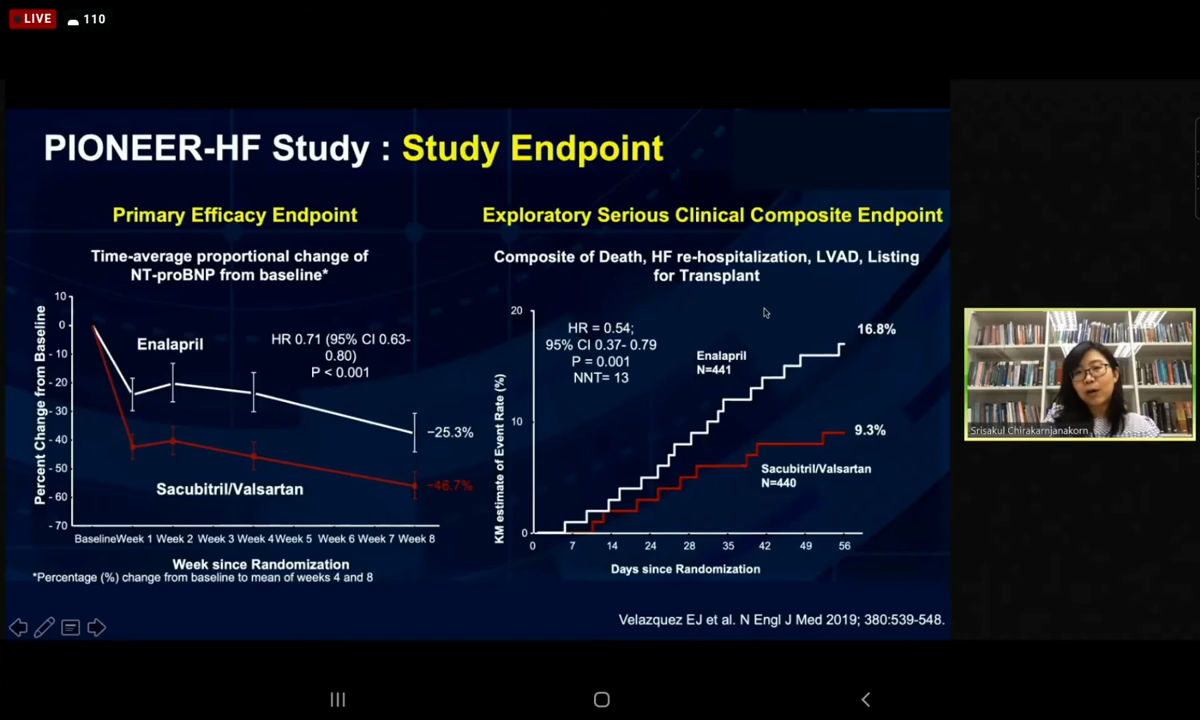 LIVE 110
PIONEER-HF Study : Study Endpoint
Primary Efficacy Endpoint
Time-average proportional change of
NT-proBNP from baseline*
Percent Change from Baseline
10
0
- 10
- 20
- 30
- 40
- 50
- 60
- 70
Enalapril
HR 0.71 (95% CI 0.63-
0.80)
P < 0.001
−25.3%
−46.7%
Sacubitril/Valsartan
Baseline Week 1 Week 2 Week 3 Week 4 Week 5 Week 6 Week 7 Week 8
Week since Randomization
*Percentage (%) change from baseline to mean of weeks 4 and 8
Exploratory Serious Clinical Composite Endpoint
Composite of Death, HF re-hospitalization, LVAD, Listing
for Transplant
KM estimate of Event Rate (%)
20
10
0
HR = 0.54;
95% CI 0.37- 0.79
P = 0.001
NNT= 13
Enalapril
N=441
16.8%
9.3%
Sacubitril/Valsartan
N=440
0 7 14 24 28 35 42 49 56
Days since Randomization
Velazquez EJ et al. N Engl J Med 2019; 380:539-548.
Srisakul Chirakarnjanakorn